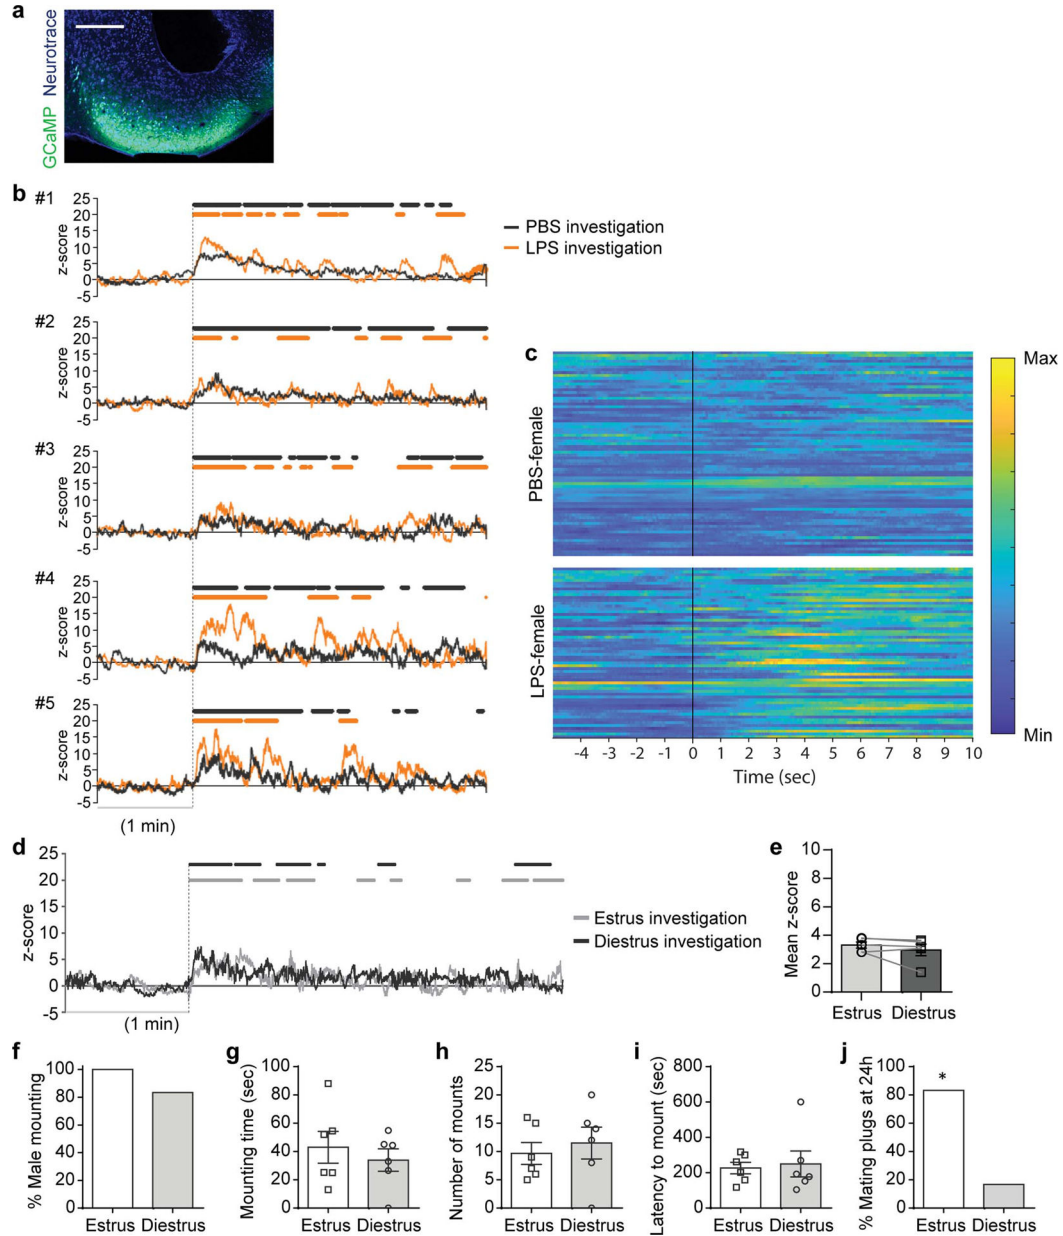 a
GCaMP Neurotrace
b
#1
25
20
15
10
5
0
-5
z-score
PBS investigation
LPS investigation
#2
25
20
15
10
5
0
-5
z-score
#3
25
20
15
10
5
0
-5
z-score
#4
25
20
15
10
5
0
-5
z-score
#5
25
20
15
10
5
0
-5
z-score
(1 min)
c
PBS-female
LPS-female
-4 -3 -2 -1 0 1 2 3 4 5 6 7 8 9 10
Time (sec)
Max
Min
d
25
20
15
10
5
0
-5
z-score
(1 min)
Estrus investigation
Diestrus investigation
e
10
8
6
4
2
0
Mean z-score
Estrus Diestrus
f
100
80
60
40
20
0
% Male mounting
Estrus Diestrus
g
100
80
60
40
20
0
Mounting time (sec)
Estrus Diestrus
h
25
20
15
10
5
0
Number of mounts
Estrus Diestrus
i
800
600
400
200
0
Latency to mount (sec)
Estrus Diestrus
j
100
80
60
40
20
0
% Mating plugs at 24h
*
Estrus Diestrus